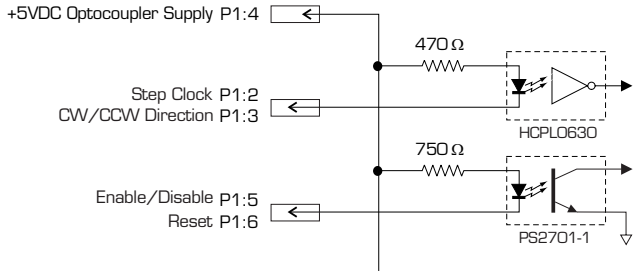 +5VDC Optocoupler Supply P1:4
470 Ω
Step Clock P1:2
CW/CCW Direction P1:3
HCPL0630
750 Ω
Enable/Disable P1:5
Reset P1:6
PS2701-1